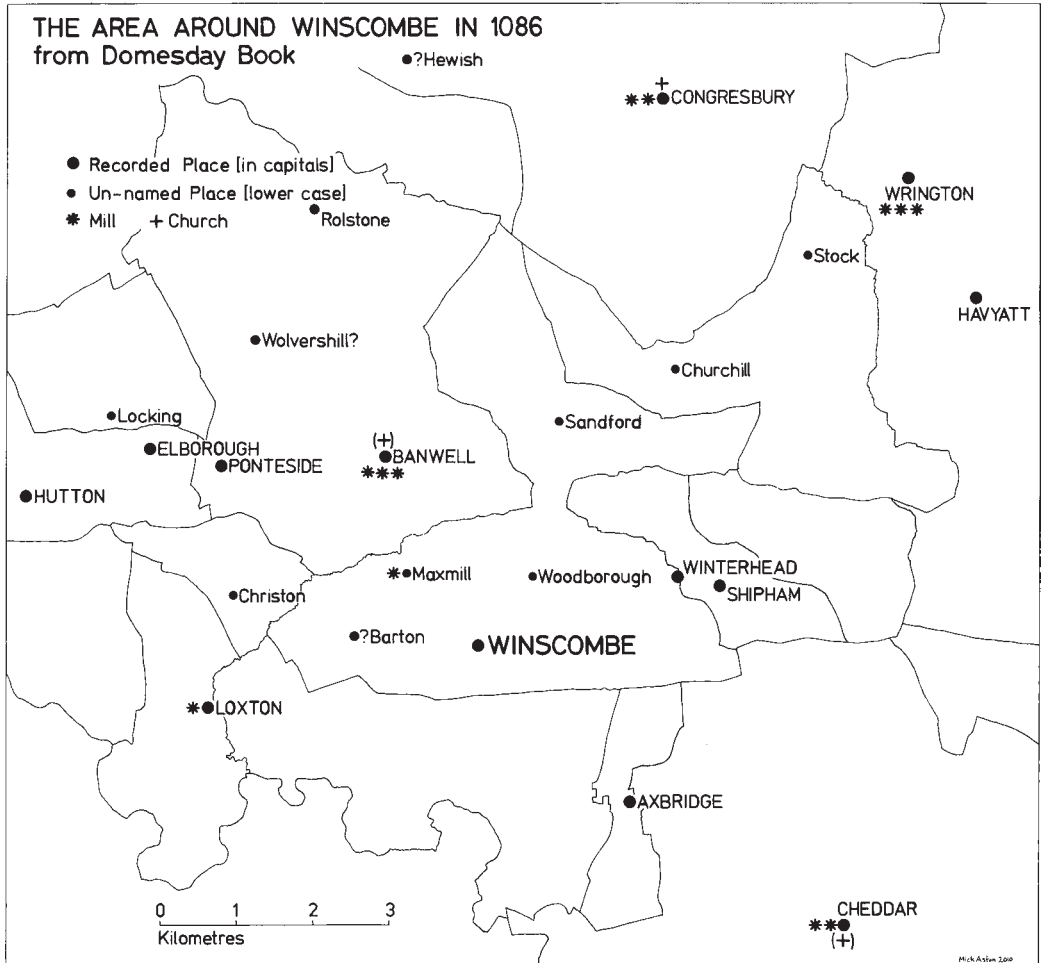 THE AREA AROUND WINSCOMBE IN 1086
from Domesday Book
?Hewish
+
** CONGRESBURY
● Recorded Place [in capitals]
● Un-named Place [lower case]
* Mill + Church
WRINGTON
***
Rolstone
Stock
HAVYATT
Wolvershill?
Churchill
Locking
Sandford
ELBOROUGH
(+)
BANWELL
***
PONTESIDE
HUTTON
* Maxmill
Woodborough
WINTERHEAD
SHIPHAM
Christon
?Barton
WINSCOMBE
* LOXTON
AXBRIDGE
0 1 2 3
Kilometres
CHEDDAR
**
(+)
Mick Aston 2010